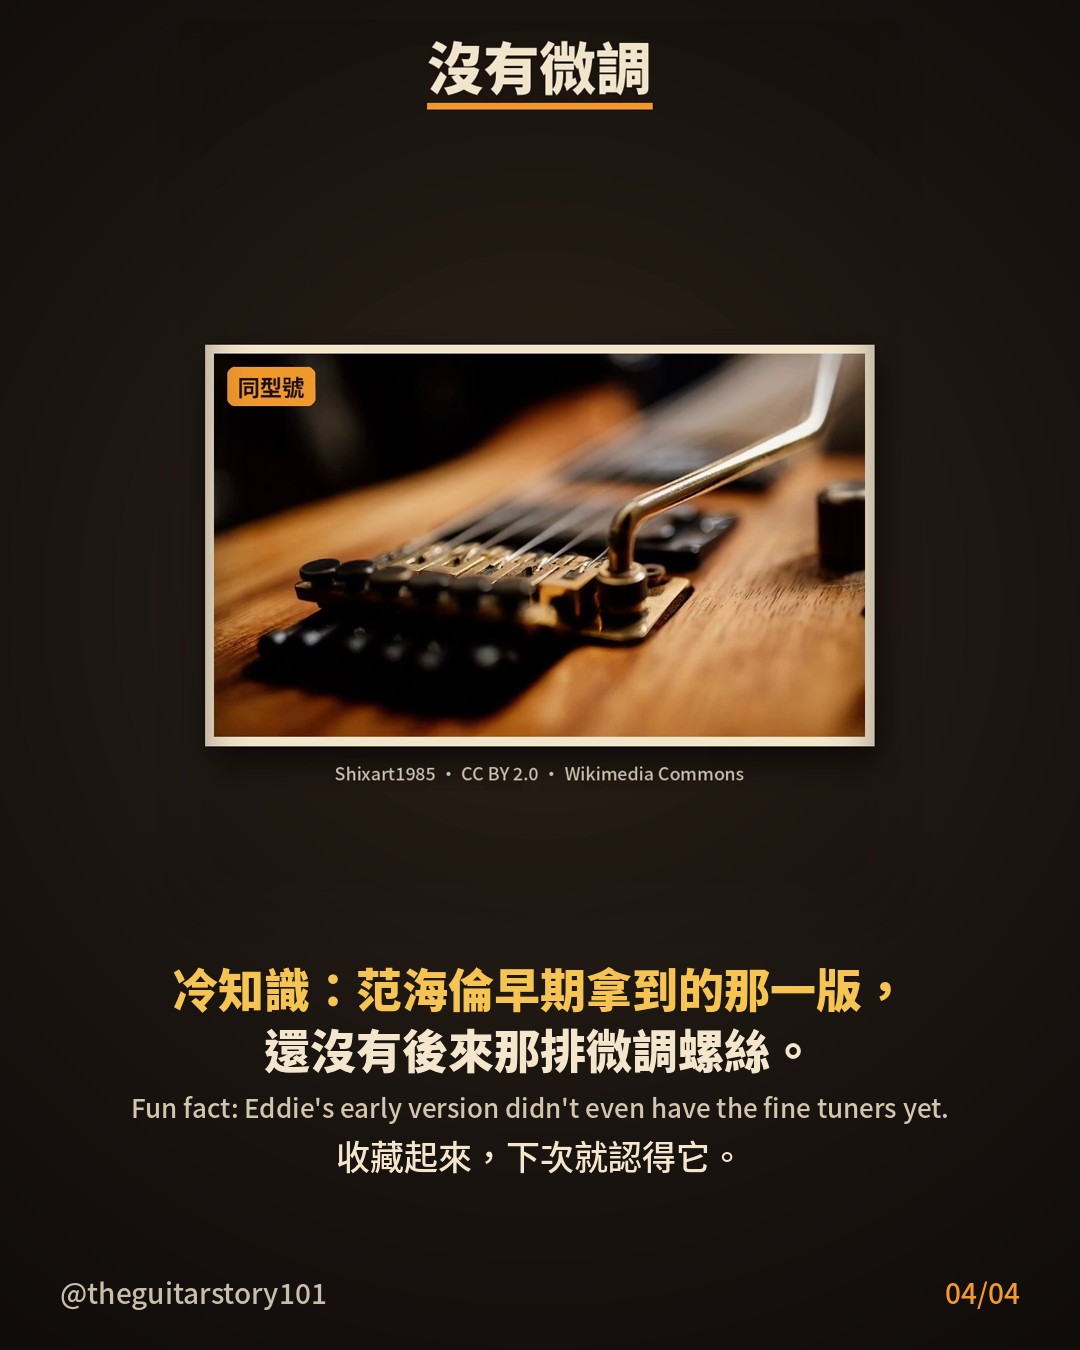 沒有微調
同型號
Shixart1985 · CC BY 2.0 · Wikimedia Commons
冷知識：范海倫早期拿到的那一版，
還沒有後來那排微調螺絲。
Fun fact: Eddie's early version didn't even have the fine tuners yet.
收藏起來，下次就認得它。
@theguitarstory101
04/04